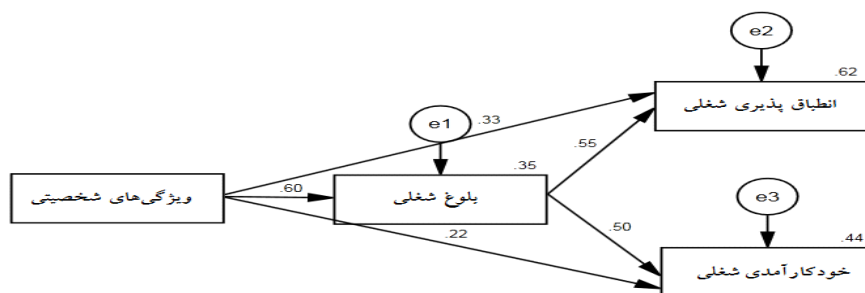 e2
.62
انطباق پذیری شغلی
.33
e1
.55
.35
ویژگی‌های شخصیتی
.60
بلوغ شغلی
e3
.22
.50
.44
خودکارآمدی شغلی